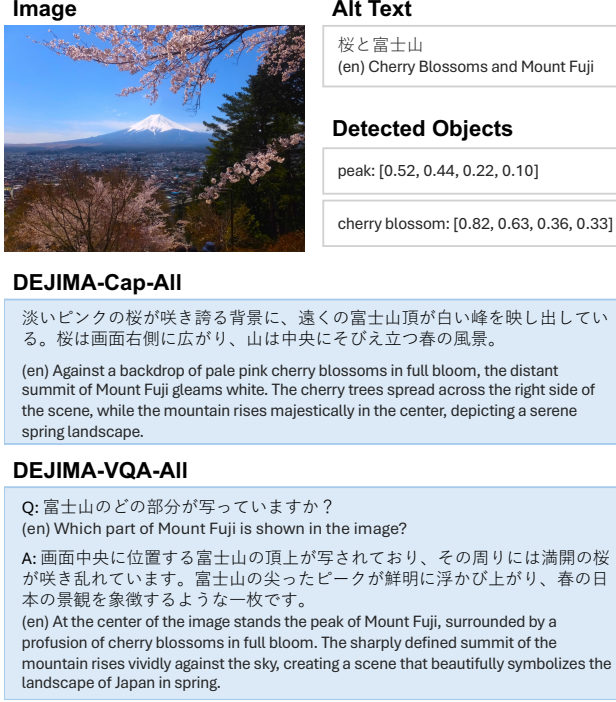 Image
Alt Text
桜と富士山
(en) Cherry Blossoms and Mount Fuji
Detected Objects
peak: [0.52, 0.44, 0.22, 0.10]
cherry blossom: [0.82, 0.63, 0.36, 0.33]
DEJIMA-Cap-All
淡いピンクの桜が咲き誇る背景に、遠くの富士山頂が白い峰を映し出してい
る。桜は画面右側に広がり、山は中央にそびえ立つ春の風景。
(en) Against a backdrop of pale pink cherry blossoms in full bloom, the distant
summit of Mount Fuji gleams white. The cherry trees spread across the right side of
the scene, while the mountain rises majestically in the center, depicting a serene
spring landscape.
DEJIMA-VQA-All
Q: 富士山のどの部分が写っていますか？
(en) Which part of Mount Fuji is shown in the image?
A: 画面中央に位置する富士山の頂上が写されており、その周りには満開の桜
が咲き乱れています。富士山の尖ったピークが鮮明に浮かび上がり、春の日
本の景観を象徴するような一枚です。
(en) At the center of the image stands the peak of Mount Fuji, surrounded by a
profusion of cherry blossoms in full bloom. The sharply defined summit of the
mountain rises vividly against the sky, creating a scene that beautifully symbolizes the
landscape of Japan in spring.